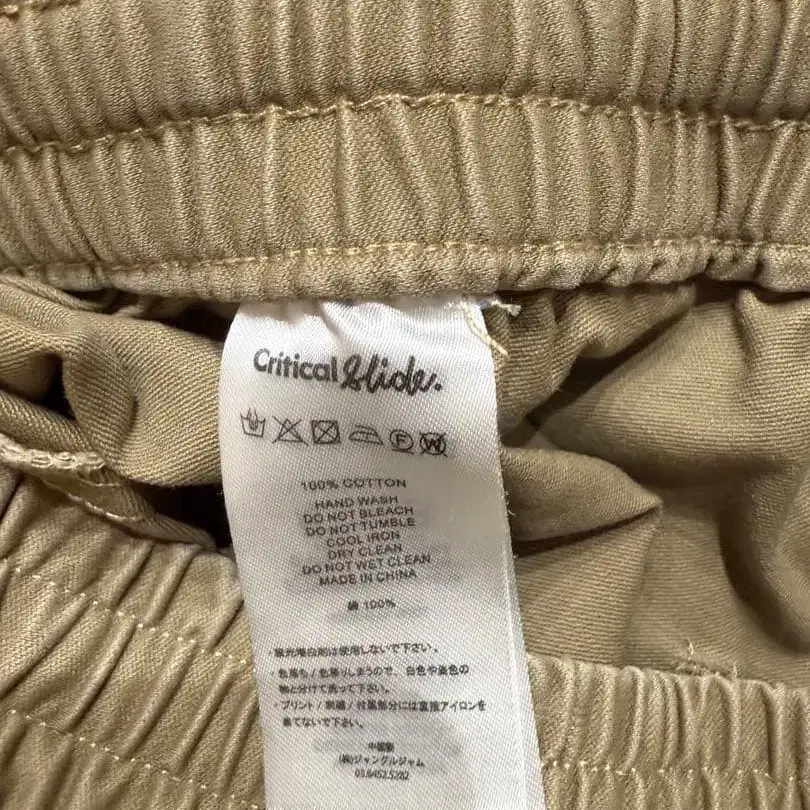 Critical Slide.
F W
100% COTTON
HAND WASH
DO NOT BLEACH
DO NOT TUMBLE
COOL IRON
DRY CLEAN
DO NOT WET CLEAN
MADE IN CHINA
綿 100%
・蛍光増白剤は使用しないで下さい。
・色落ち / 色移りしまうので、白色や淡色の
物と分けて洗って下さい。
・プリント / 刺繍 / 付属部分には直接アイロンを
当てないで下さい。
中国製
(株)ジャングルジャム
03.6452.5282